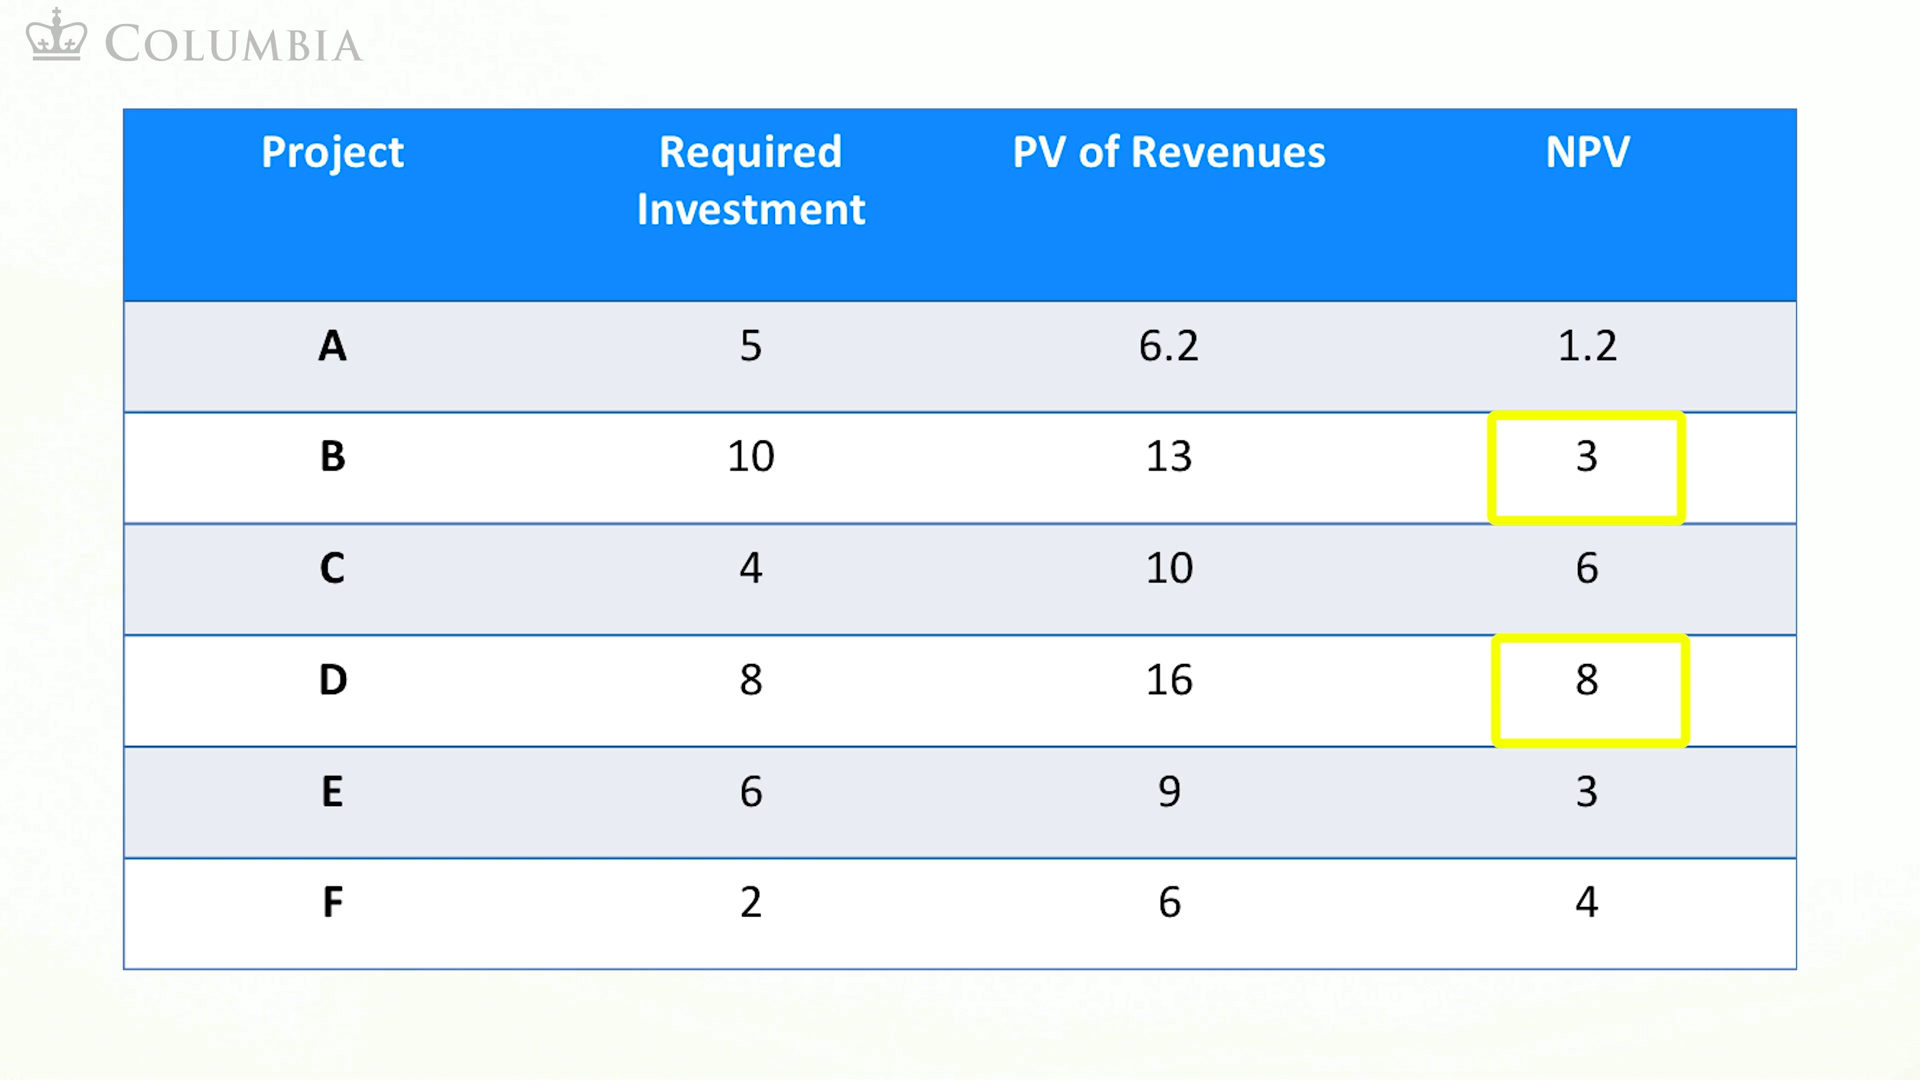 COLUMBIA
Project Required Investment PV of Revenues NPV
A 5 6.2 1.2
B 10 13 3
C 4 10 6
D 8 16 8
E 6 9 3
F 2 6 4